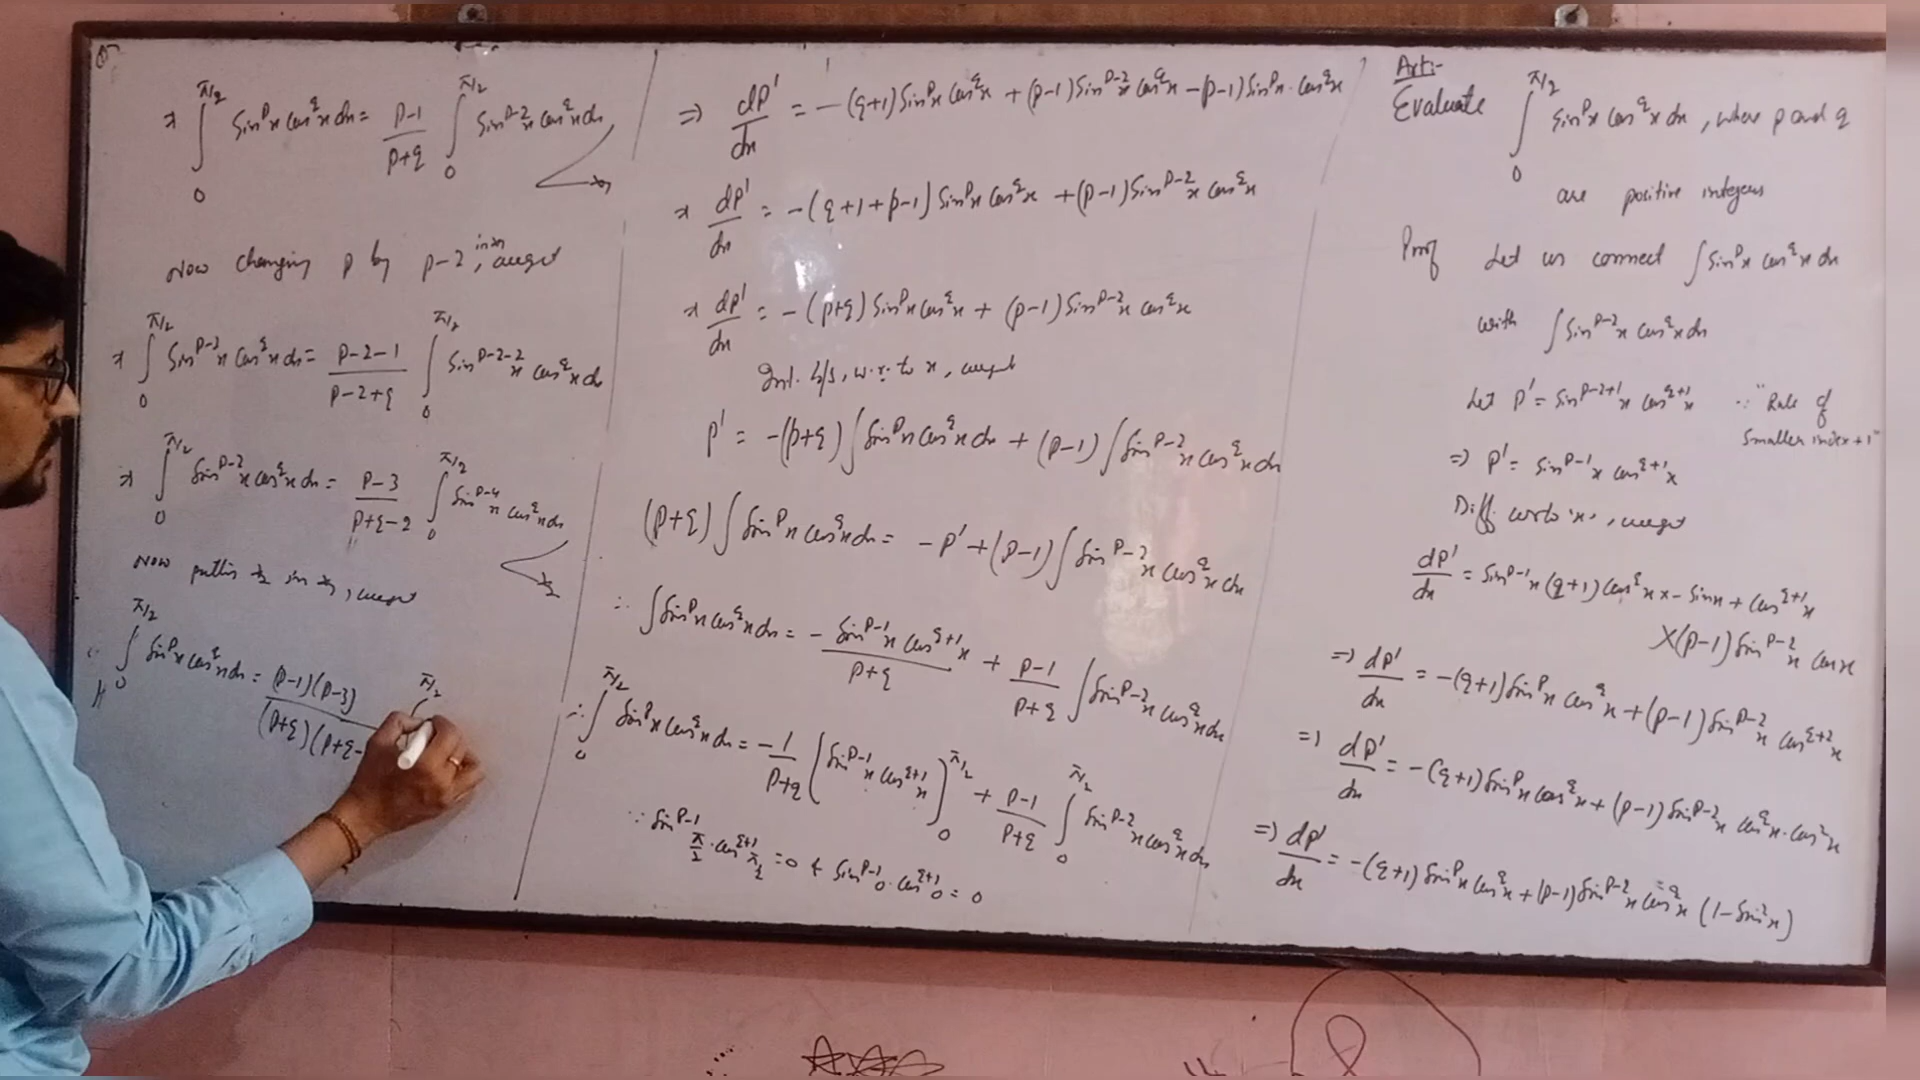 Evaluate ∫₀^{π/2} sin^p x cos^q x dx, where p and q
are positive integers
Proof Let us connect ∫ sin^p x cos^q x dx
with ∫ sin^{p-2} x cos^q x dx
Let P' = sin^{p-2+1} x cos^{q+1} x ∵ "Rule of
smaller index + 1"
=> P' = sin^{p-1} x cos^{q+1} x
Diff. w.r.to 'x', we get
dP'/dx = sin^{p-1} x (q+1) cos^q x × - sin x + cos^{q+1} x
×(p-1) sin^{p-2} x cos x
=> dP'/dx = -(q+1) sin^p x cos^q x + (p-1) sin^{p-2} x cos^{q+2} x
=> dP'/dx = -(q+1) sin^p x cos^q x + (p-1) sin^{p-2} x cos^q x · cos² x
=> dP'/dx = -(q+1) sin^p x cos^q x + (p-1) sin^{p-2} x cos^q x (1 - sin² x)
=> dP'/dx = -(q+1) sin^p x cos^q x + (p-1) sin^{p-2} x cos^q x - (p-1) sin^p x · cos^q x
⇒ dP'/dx = -(q+1+p-1) sin^p x cos^q x + (p-1) sin^{p-2} x cos^q x
⇒ dP'/dx = -(p+q) sin^p x cos^q x + (p-1) sin^{p-2} x cos^q x
Int. b/s, w.r. to x, we get
P' = -(p+q) ∫ sin^p x cos^q x dx + (p-1) ∫ sin^{p-2} x cos^q x dx
(p+q) ∫ sin^p x cos^q x dx = -P' + (p-1) ∫ sin^{p-2} x cos^q x dx
∴ ∫ sin^p x cos^q x dx = - (sin^{p-1} x cos^{q+1} x)/(p+q) + (p-1)/(p+q) ∫ sin^{p-2} x cos^q x dx
∴ ∫₀^{π/2} sin^p x cos^q x dx = -1/(p+q) (sin^{p-1} x cos^{q+1} x)₀^{π/2} + (p-1)/(p+q) ∫₀^{π/2} sin^{p-2} x cos^q x dx
∵ sin^{p-1} π/2 · cos^{q+1} π/2 = 0 & sin^{p-1} 0 · cos^{q+1} 0 = 0
⇒ ∫₀^{π/2} sin^p x cos^q x dx = (p-1)/(p+q) ∫₀^{π/2} sin^{p-2} x cos^q x dx
Now changing p by p-2, we get
⇒ ∫₀^{π/2} sin^{p-2} x cos^q x dx = (p-2-1)/(p-2+q) ∫₀^{π/2} sin^{p-2-2} x cos^q x dx
⇒ ∫₀^{π/2} sin^{p-2} x cos^q x dx = (p-3)/(p+q-2) ∫₀^{π/2} sin^{p-4} x cos^q x dx
Now putting *2 in *1, we get
∫₀^{π/2} sin^p x cos^q x dx = (p-1)(p-3)/(p+q)(p+q- ∫^{π/2}